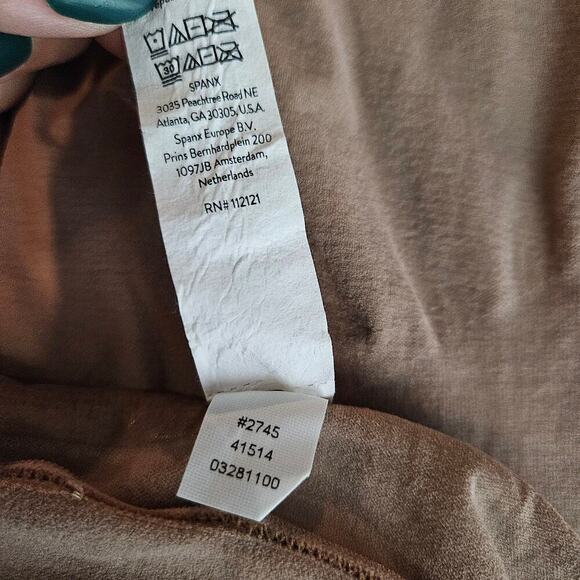 30
SPANX
3035 Peachtree Road NE
Atlanta, GA 30305, U.S.A.
Spanx Europe B.V.
Prins Bernhardplein 200
1097JB Amsterdam,
Netherlands
RN# 112121
#2745
41514
03281100